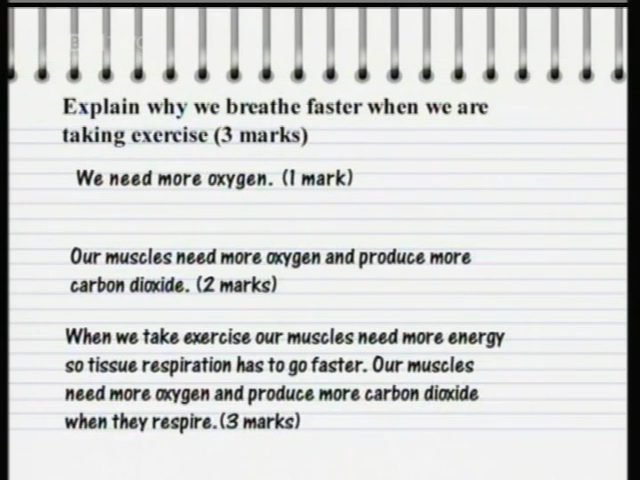 Explain why we breathe faster when we are
taking exercise (3 marks)
We need more oxygen. (1 mark)
Our muscles need more oxygen and produce more
carbon dioxide. (2 marks)
When we take exercise our muscles need more energy
so tissue respiration has to go faster. Our muscles
need more oxygen and produce more carbon dioxide
when they respire. (3 marks)